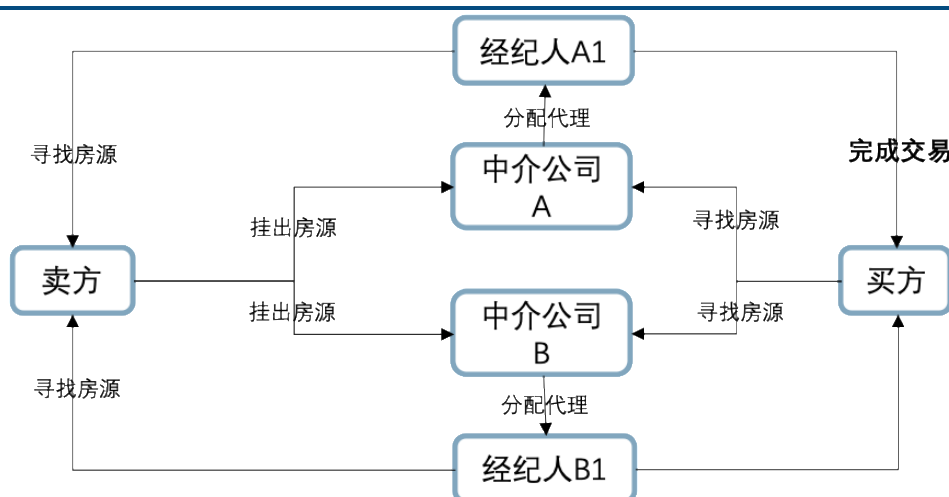 经纪人A1
分配代理
寻找房源
完成交易
中介公司
A
挂出房源
寻找房源
卖方
买方
挂出房源
中介公司
B
寻找房源
寻找房源
分配代理
经纪人B1